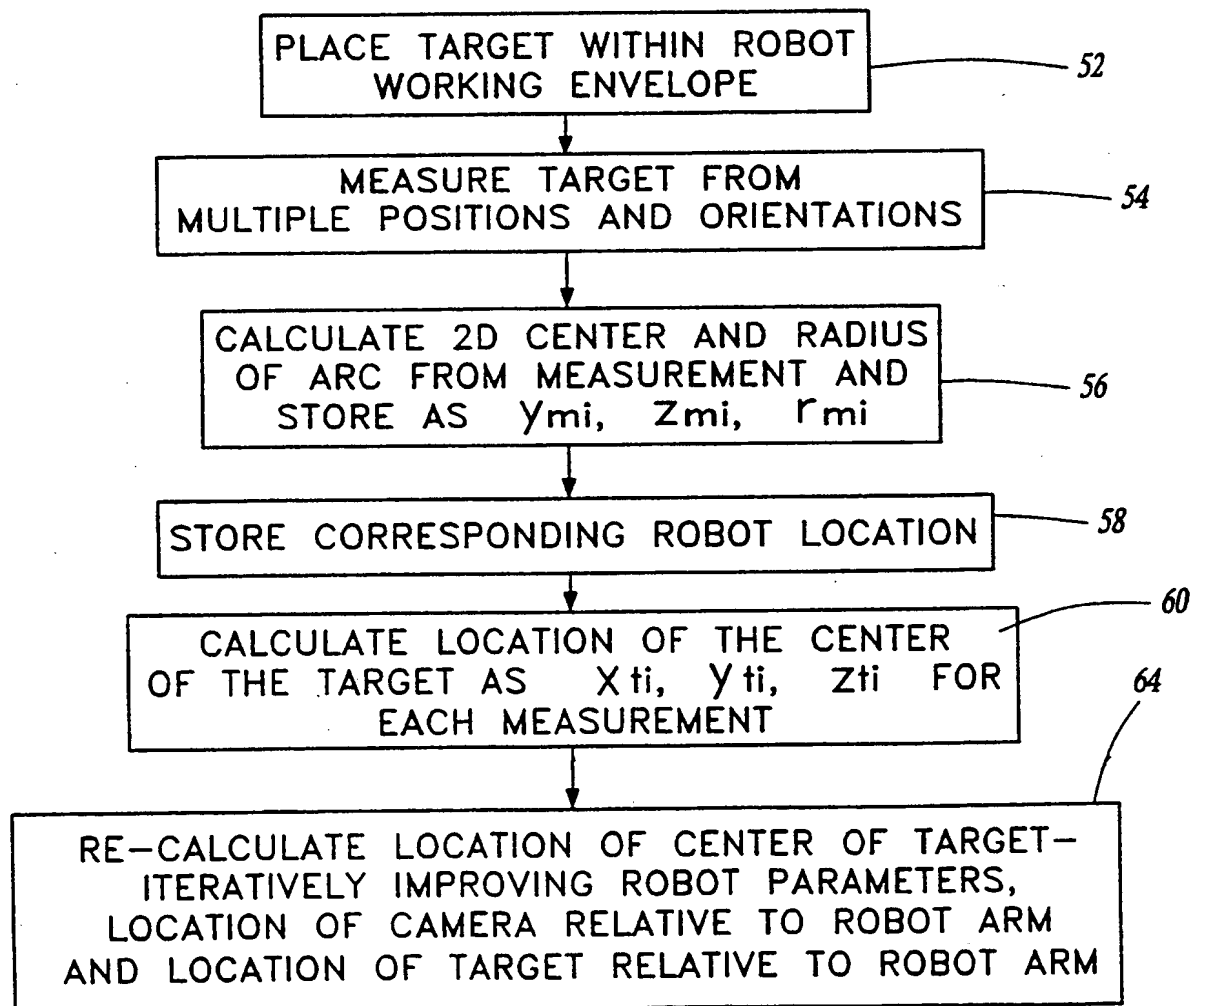 PLACE TARGET WITHIN ROBOT
WORKING ENVELOPE
52
MEASURE TARGET FROM
MULTIPLE POSITIONS AND ORIENTATIONS
54
CALCULATE 2D CENTER AND RADIUS
OF ARC FROM MEASUREMENT AND
STORE AS ymi, zmi, rmi
56
STORE CORRESPONDING ROBOT LOCATION
58
CALCULATE LOCATION OF THE CENTER
OF THE TARGET AS xti, yti, zti FOR
EACH MEASUREMENT
60
RE-CALCULATE LOCATION OF CENTER OF TARGET-
ITERATIVELY IMPROVING ROBOT PARAMETERS,
LOCATION OF CAMERA RELATIVE TO ROBOT ARM
AND LOCATION OF TARGET RELATIVE TO ROBOT ARM
64